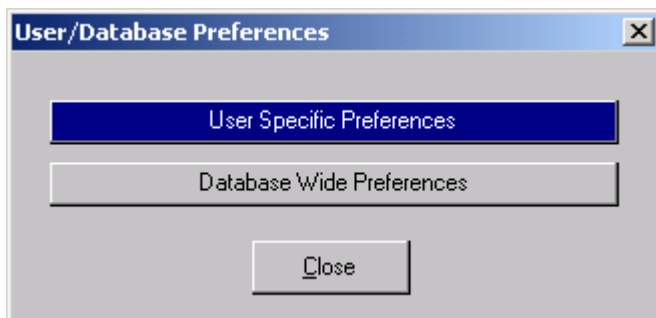 User/Database Preferences
User Specific Preferences
Database Wide Preferences
Close